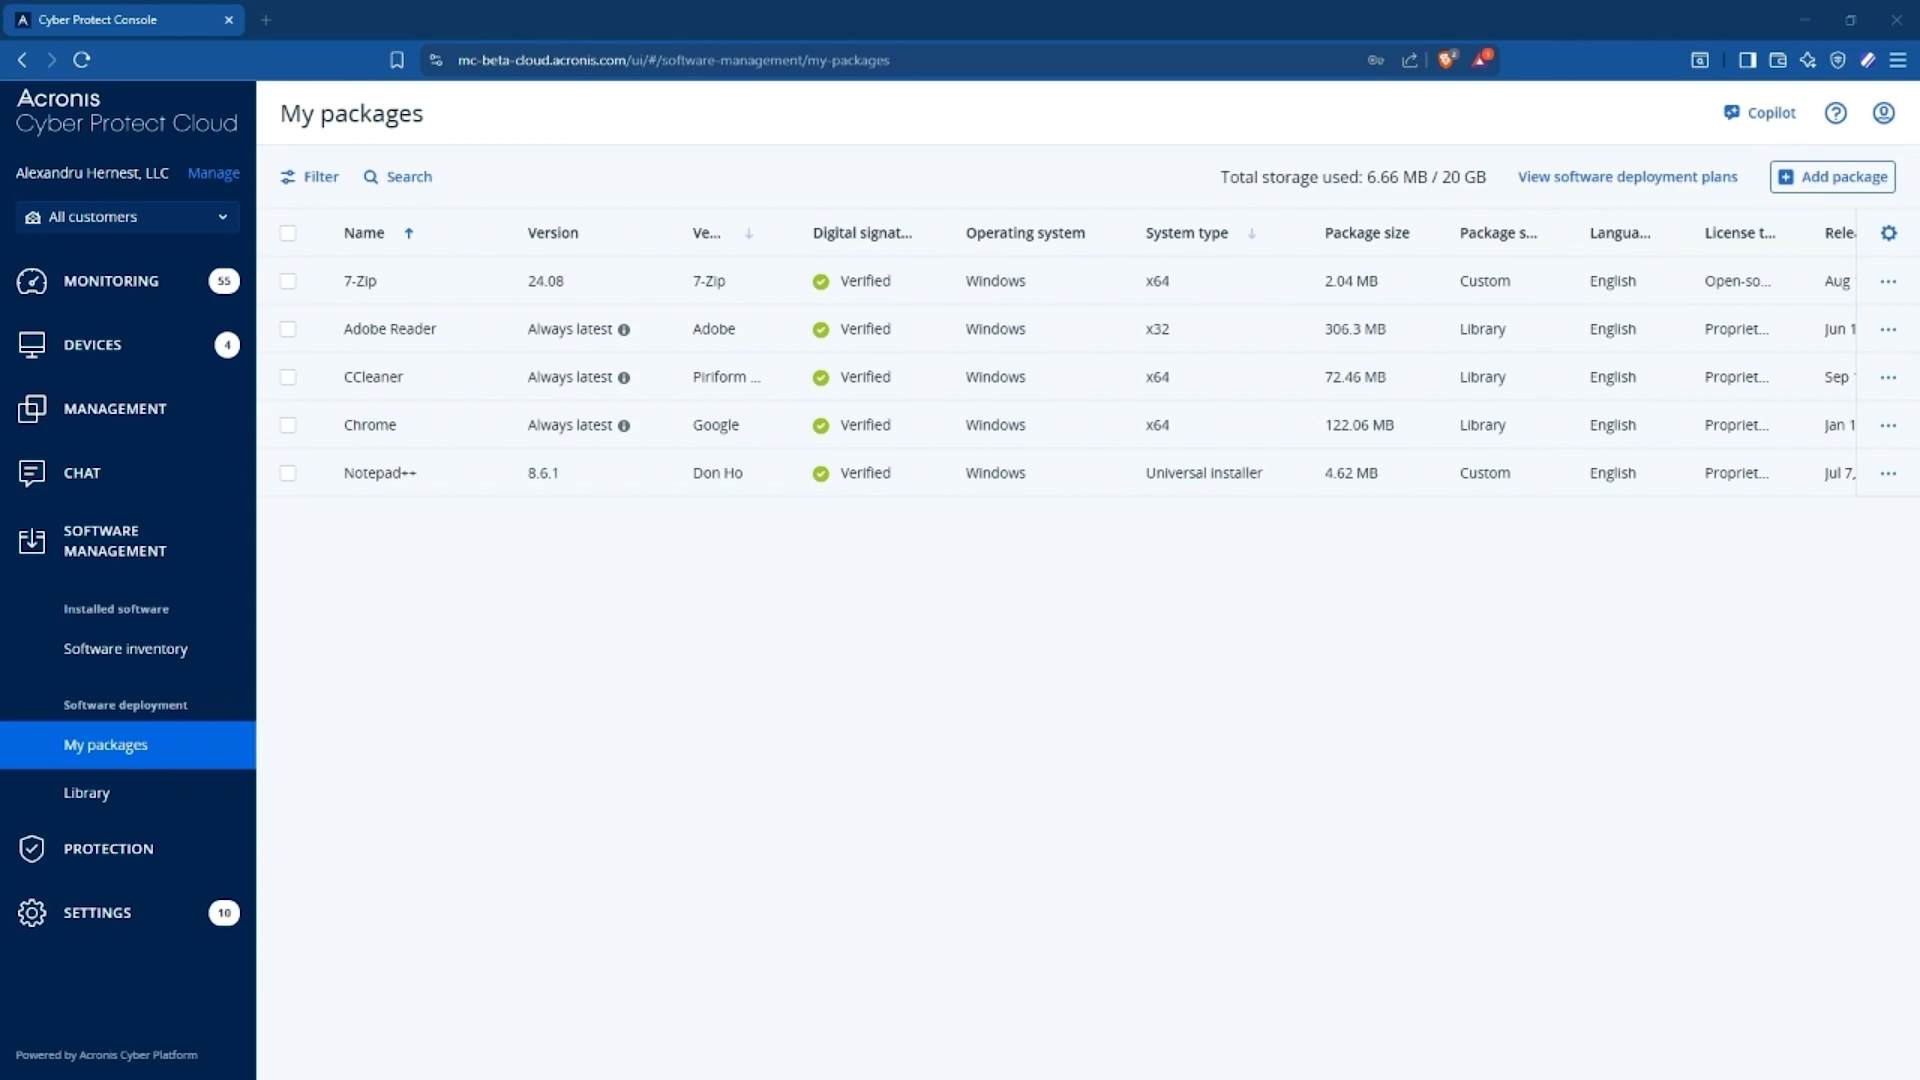 Cyber Protect Console
mc-beta-cloud.acronis.com/ui/#/software-management/my-packages
Acronis
Cyber Protect Cloud
Alexandru Hernest, LLC Manage
All customers
MONITORING 55
DEVICES 4
MANAGEMENT
CHAT
SOFTWARE
MANAGEMENT
Installed software
Software inventory
Software deployment
My packages
Library
PROTECTION
SETTINGS 10
Powered by Acronis Cyber Platform
My packages
Copilot
Filter Search Total storage used: 6.66 MB / 20 GB View software deployment plans Add package
Name Version Ve... Digital signat... Operating system System type Package size Package s... Langua... License t... Rele
7-Zip 24.08 7-Zip Verified Windows x64 2.04 MB Custom English Open-so... Aug ...
Adobe Reader Always latest Adobe Verified Windows x32 306.3 MB Library English Propriet... Jun 1 ...
CCleaner Always latest Piriform ... Verified Windows x64 72.46 MB Library English Propriet... Sep ...
Chrome Always latest Google Verified Windows x64 122.06 MB Library English Propriet... Jan 1 ...
Notepad++ 8.6.1 Don Ho Verified Windows Universal installer 4.62 MB Custom English Propriet... Jul 7, ...